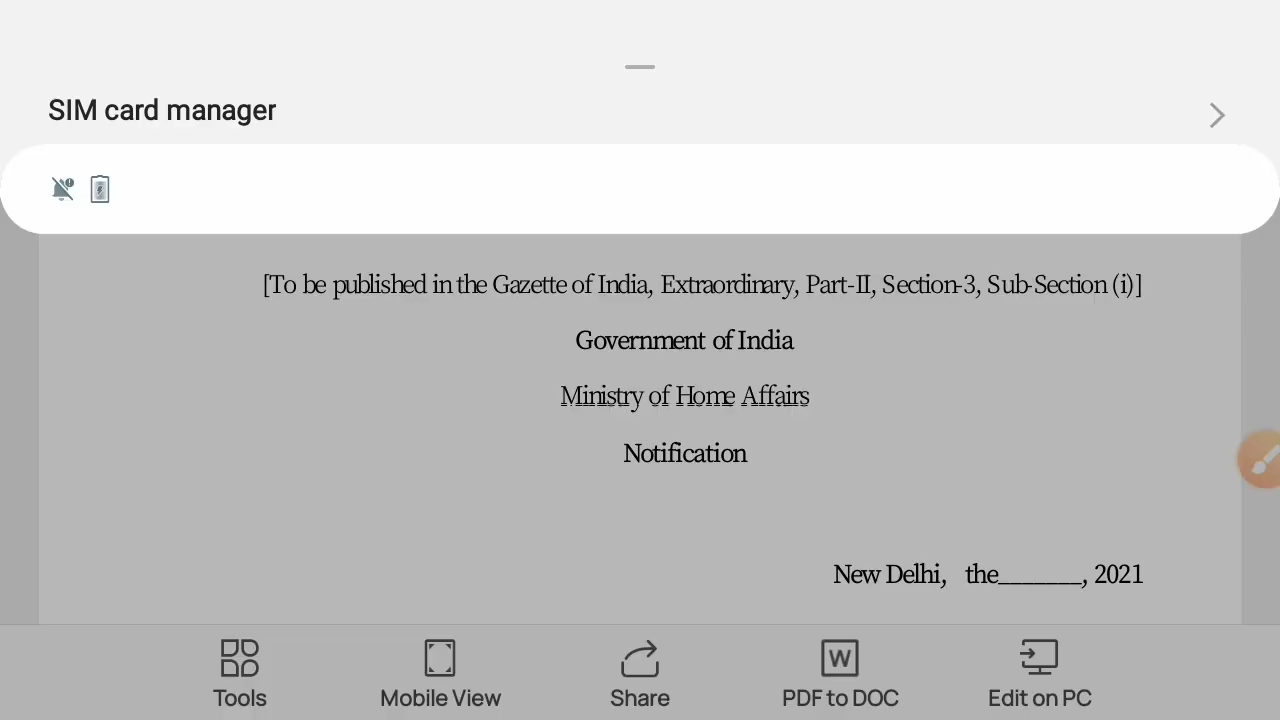 SIM card manager
[To be published in the Gazette of India, Extraordinary, Part-II, Section-3, Sub-Section (i)]
Government of India
Ministry of Home Affairs
Notification
New Delhi, the_______, 2021
Tools
Mobile View
Share
W
PDF to DOC
Edit on PC